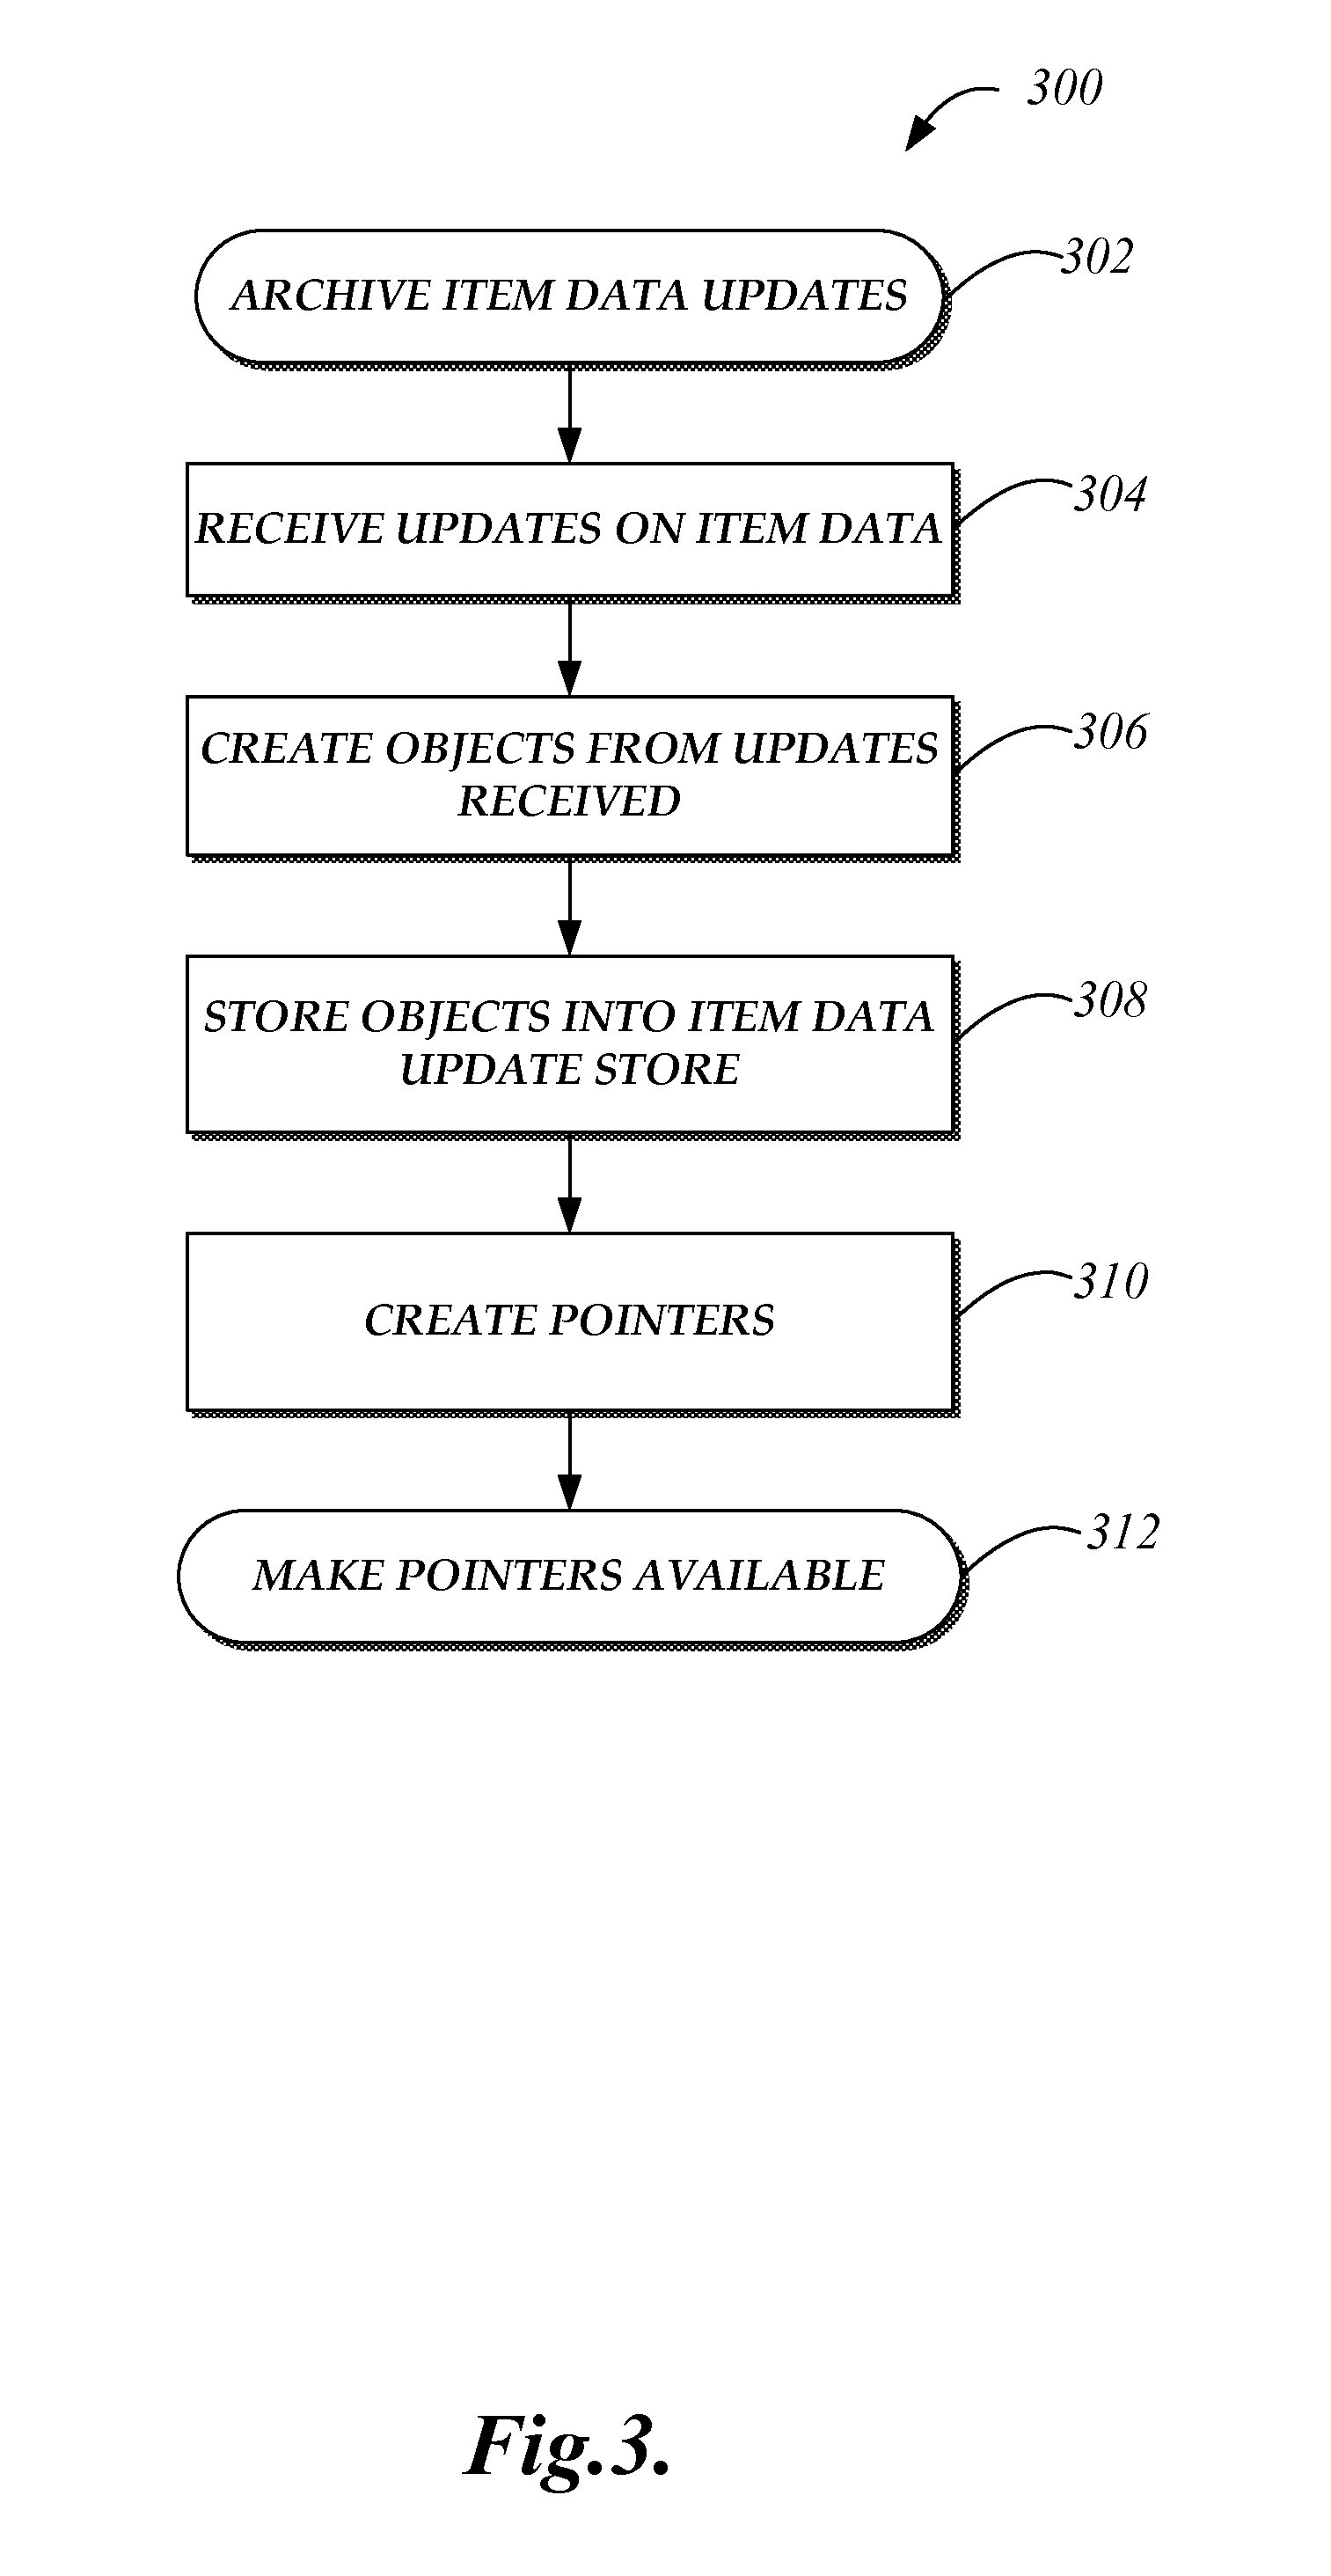 300
ARCHIVE ITEM DATA UPDATES
302
RECEIVE UPDATES ON ITEM DATA
304
CREATE OBJECTS FROM UPDATES
RECEIVED
306
STORE OBJECTS INTO ITEM DATA
UPDATE STORE
308
CREATE POINTERS
310
MAKE POINTERS AVAILABLE
312
Fig.3.